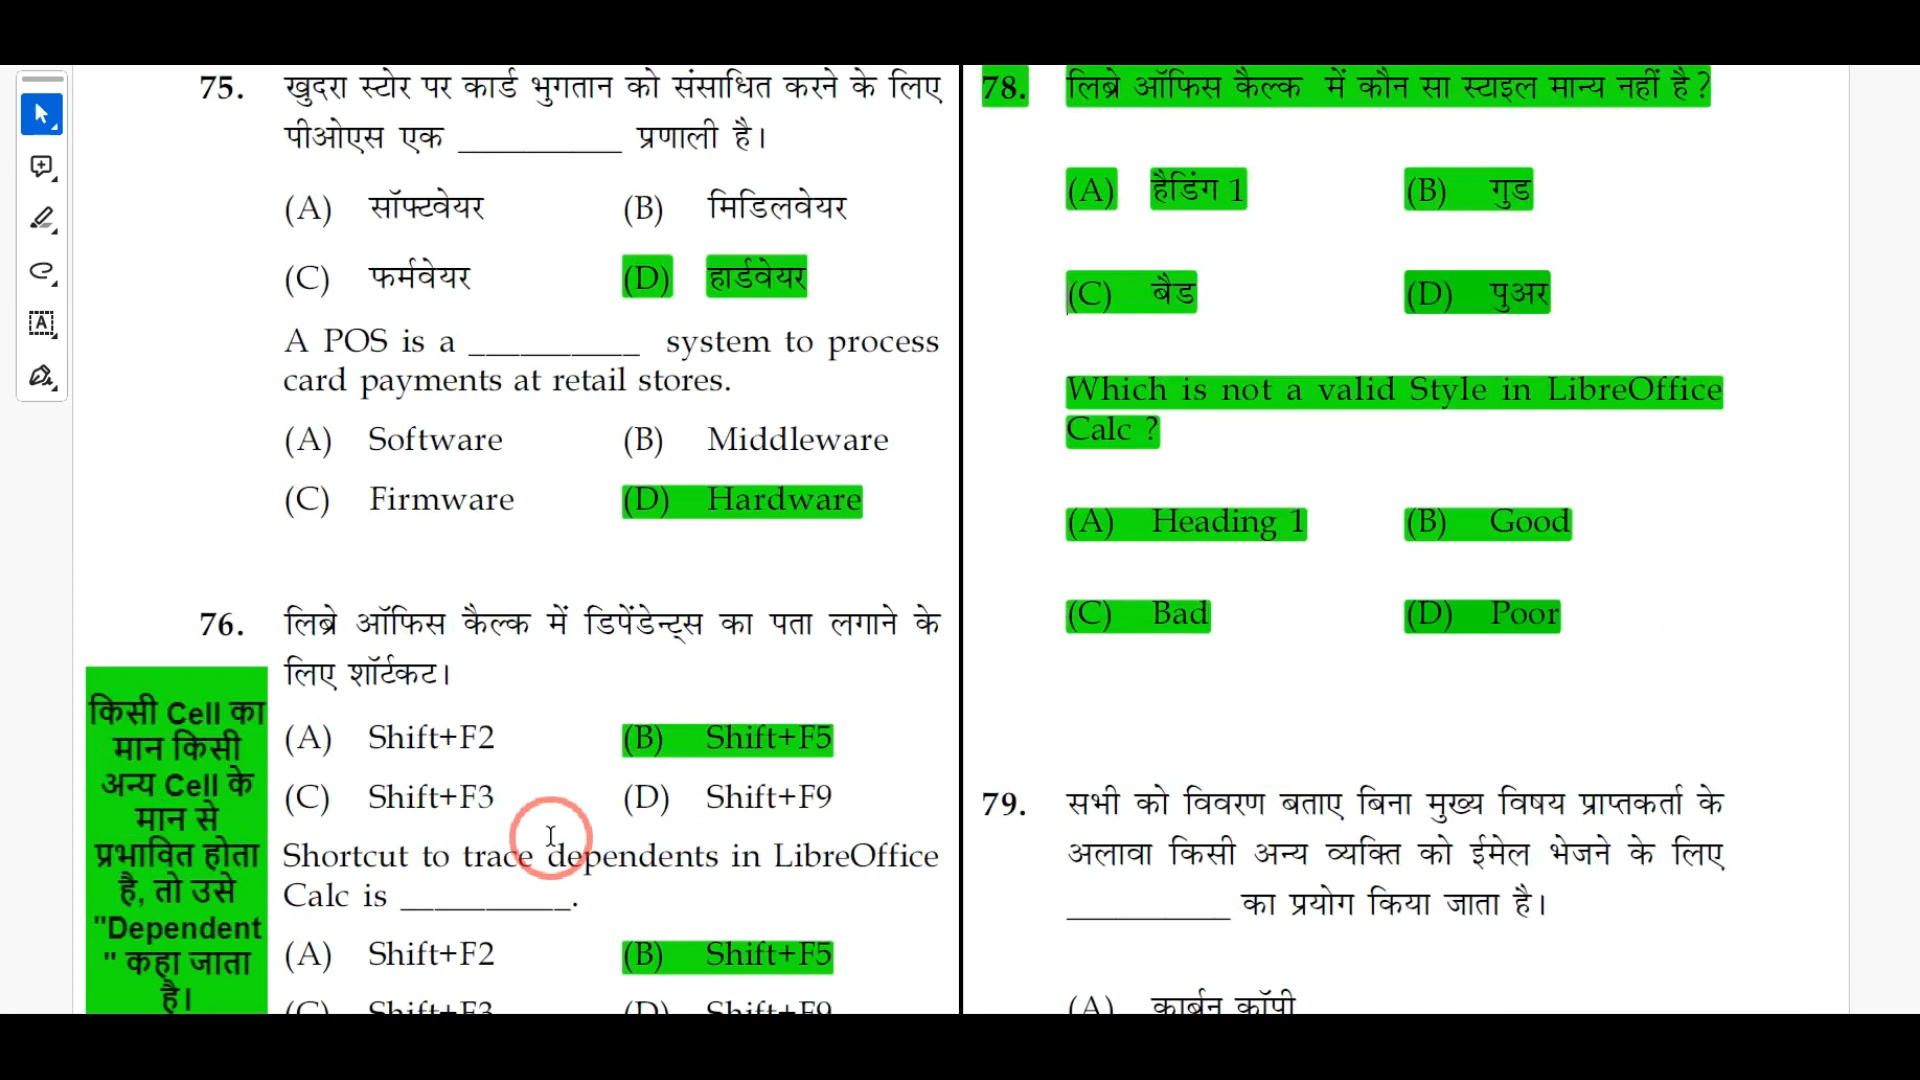 75. खुदरा स्टोर पर कार्ड भुगतान को संसाधित करने के लिए
पीओएस एक __________ प्रणाली है।
(A) सॉफ्टवेयर (B) मिडिलवेयर
(C) फर्मवेयर (D) हार्डवेयर
A POS is a __________ system to process
card payments at retail stores.
(A) Software (B) Middleware
(C) Firmware (D) Hardware
76. लिब्रे ऑफिस कैल्क में डिपेंडेन्ट्स का पता लगाने के
लिए शॉर्टकट।
(A) Shift+F2 (B) Shift+F5
(C) Shift+F3 (D) Shift+F9
Shortcut to trace dependents in LibreOffice
Calc is __________.
(A) Shift+F2 (B) Shift+F5
(C) Shift+F3 (D) Shift+F9
किसी Cell का
मान किसी
अन्य Cell के
मान से
प्रभावित होता
है, तो उसे
"Dependent
" कहा जाता
है।
78. लिब्रे ऑफिस कैल्क में कौन सा स्टाइल मान्य नहीं है ?
(A) हैडिंग 1 (B) गुड
(C) बैड (D) पुअर
Which is not a valid Style in LibreOffice
Calc ?
(A) Heading 1 (B) Good
(C) Bad (D) Poor
79. सभी को विवरण बताए बिना मुख्य विषय प्राप्तकर्ता के
अलावा किसी अन्य व्यक्ति को ईमेल भेजने के लिए
__________ का प्रयोग किया जाता है।
(A) कार्बन कॉपी